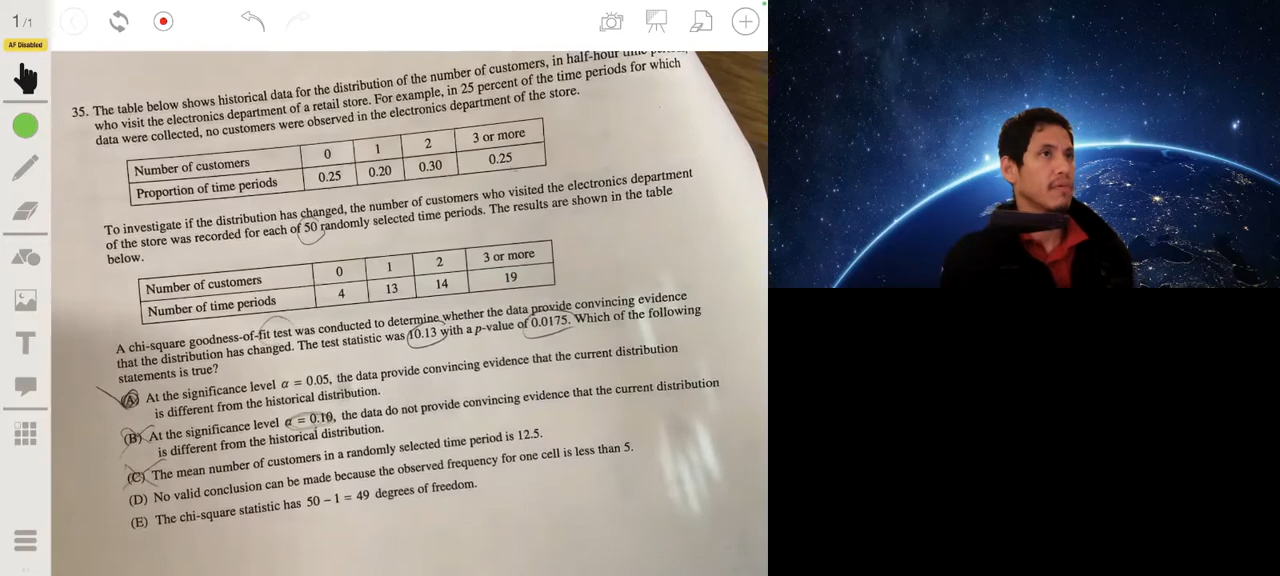 1/1
AF Disabled
35. The table below shows historical data for the distribution of the number of customers, in half-hour time
who visit the electronics department of a retail store. For example, in 25 percent of the time periods for which
data were collected, no customers were observed in the electronics department of the store.
Number of customers 0 1 2 3 or more
Proportion of time periods 0.25 0.20 0.30 0.25
To investigate if the distribution has changed, the number of customers who visited the electronics department
of the store was recorded for each of 50 randomly selected time periods. The results are shown in the table
below.
Number of customers 0 1 2 3 or more
Number of time periods 4 13 14 19
A chi-square goodness-of-fit test was conducted to determine whether the data provide convincing evidence
that the distribution has changed. The test statistic was 10.13 with a p-value of 0.0175. Which of the following
statements is true?
(A) At the significance level α = 0.05, the data provide convincing evidence that the current distribution
is different from the historical distribution.
(B) At the significance level α = 0.10, the data do not provide convincing evidence that the current distribution
is different from the historical distribution.
(C) The mean number of customers in a randomly selected time period is 12.5.
(D) No valid conclusion can be made because the observed frequency for one cell is less than 5.
(E) The chi-square statistic has 50 − 1 = 49 degrees of freedom.